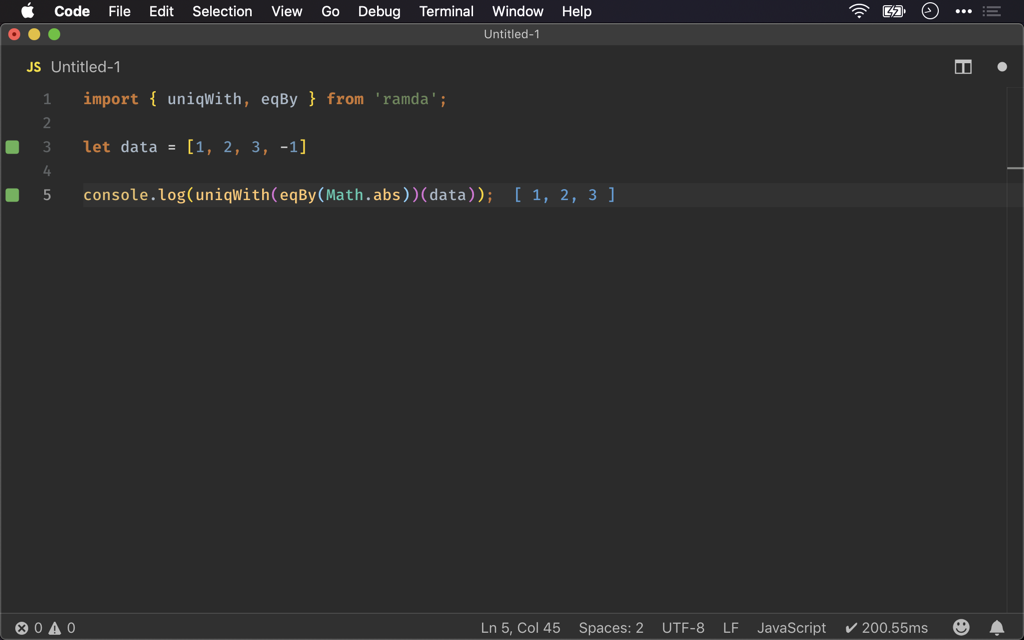 Code File Edit Selection View Go Debug Terminal Window Help
Untitled-1
JS Untitled-1
1 import { uniqWith, eqBy } from 'ramda';
2
3 let data = [1, 2, 3, -1]
4
5 console.log(uniqWith(eqBy(Math.abs))(data)); [ 1, 2, 3 ]
0 0 Ln 5, Col 45 Spaces: 2 UTF-8 LF JavaScript ✔ 200.55ms